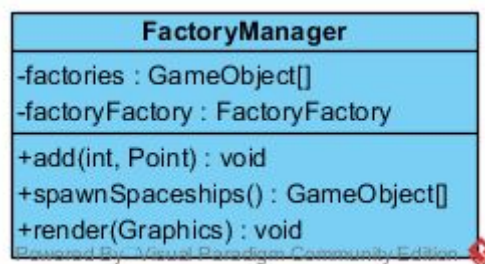 FactoryManager
-factories : GameObject[]
-factoryFactory : FactoryFactory
+add(int, Point) : void
+spawnSpaceships() : GameObject[]
+render(Graphics) : void
Powered By Visual Paradigm Community Edition